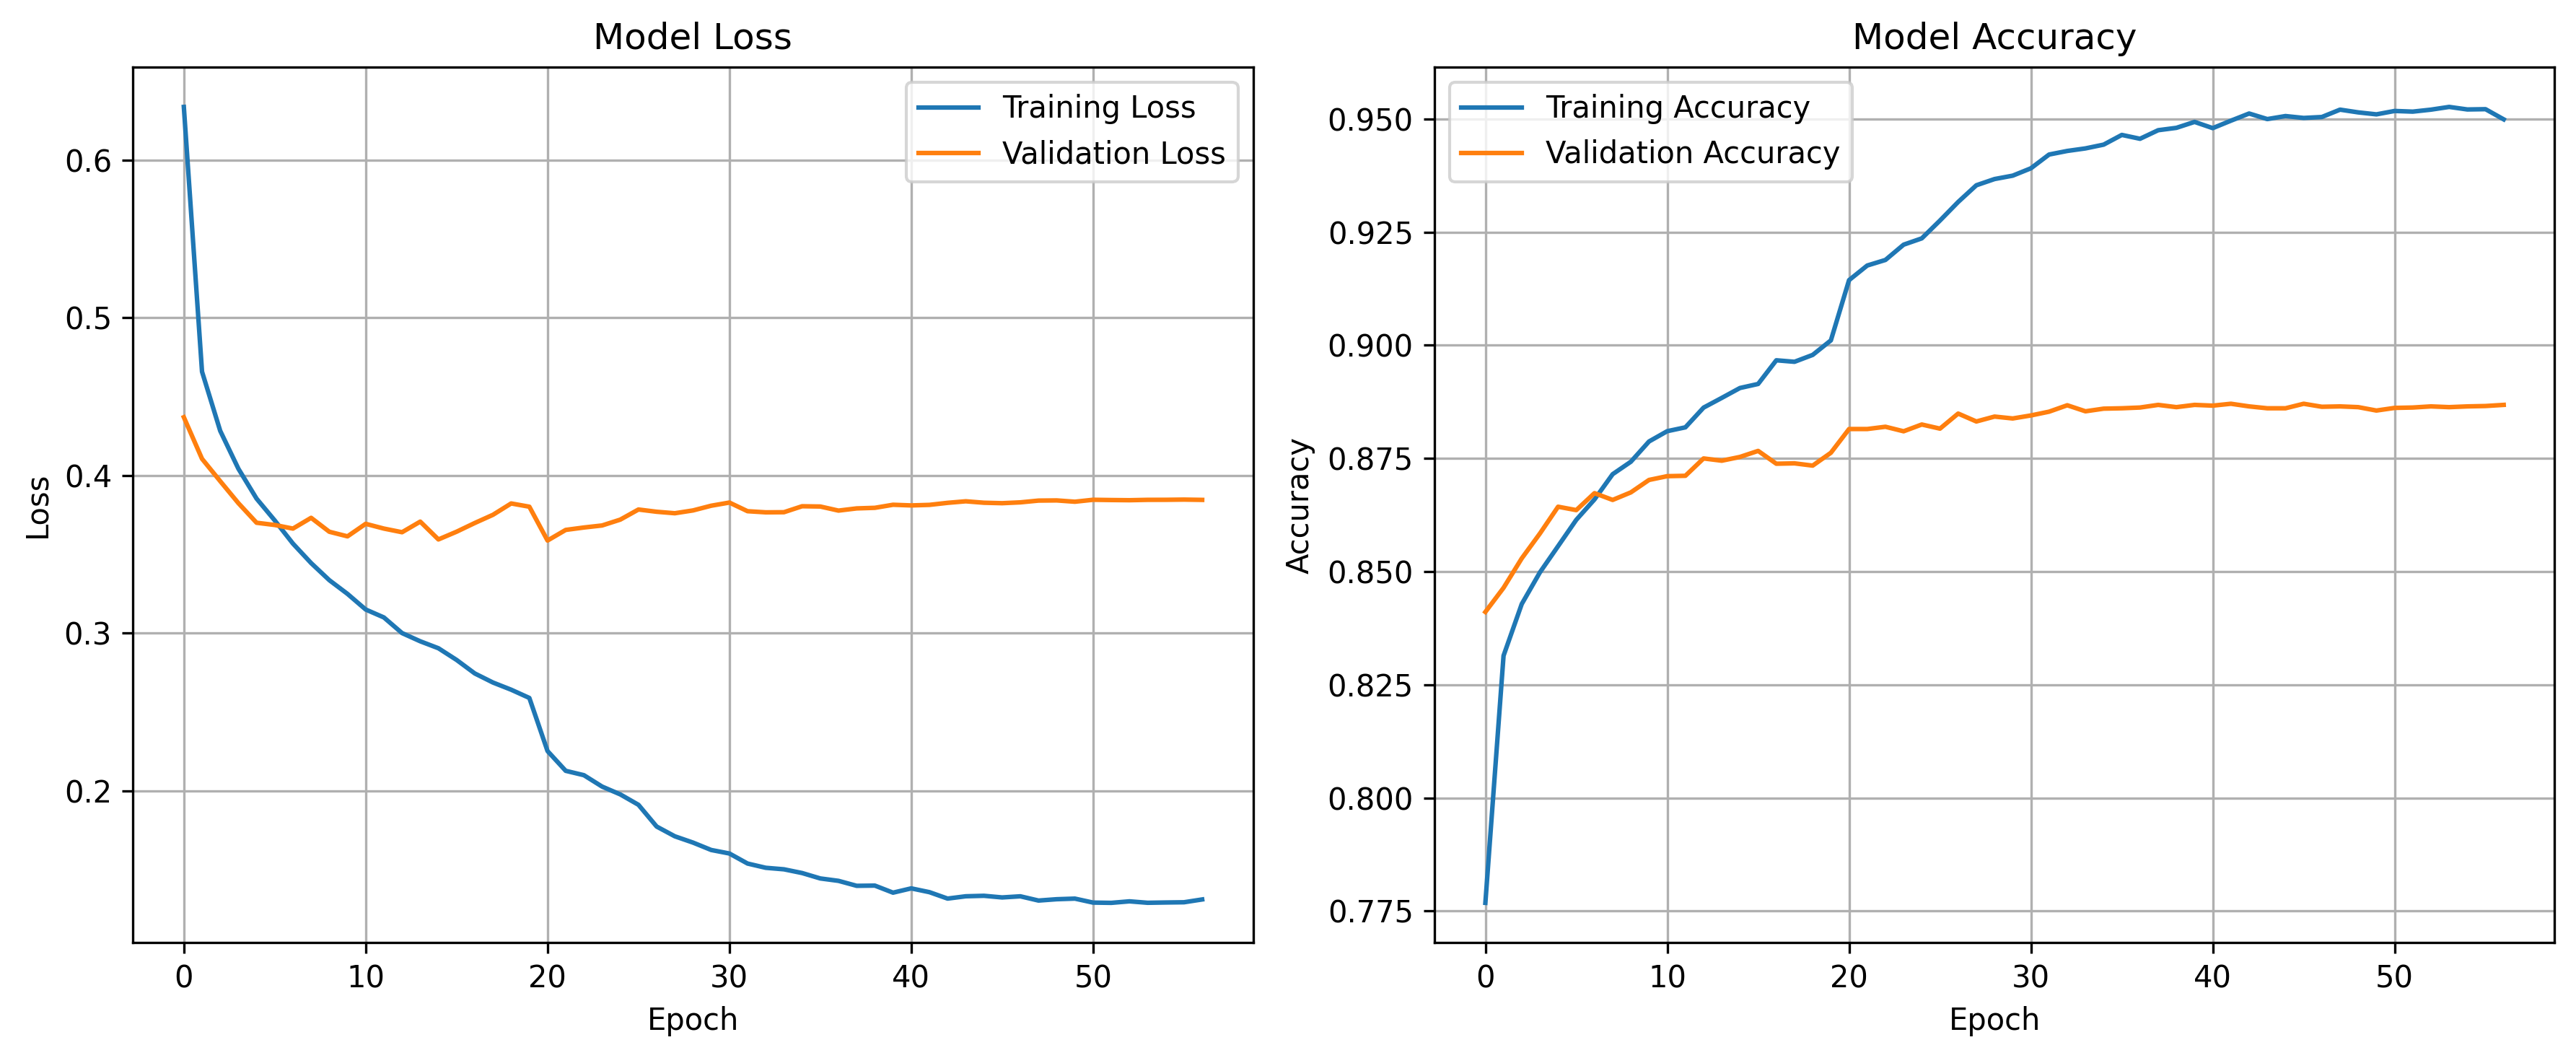 Model Loss
Training Loss
Validation Loss
0.6
0.5
0.4
0.3
0.2
Loss
0 10 20 30 40 50
Epoch
Model Accuracy
Training Accuracy
Validation Accuracy
0.950
0.925
0.900
0.875
0.850
0.825
0.800
0.775
Accuracy
0 10 20 30 40 50
Epoch